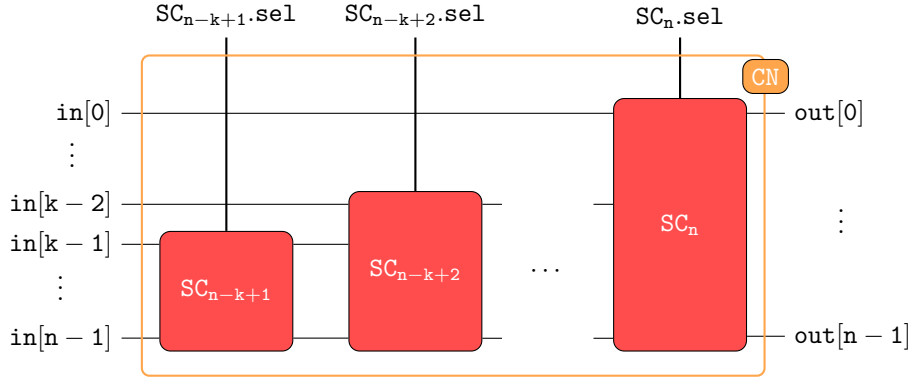 SC_{n−k+1}.sel SC_{n−k+2}.sel SC_n.sel
CN
in[0] out[0]
⋮
in[k − 2]
SC_n ⋮
in[k − 1]
SC_{n−k+1} SC_{n−k+2} ...
⋮
in[n − 1] out[n − 1]